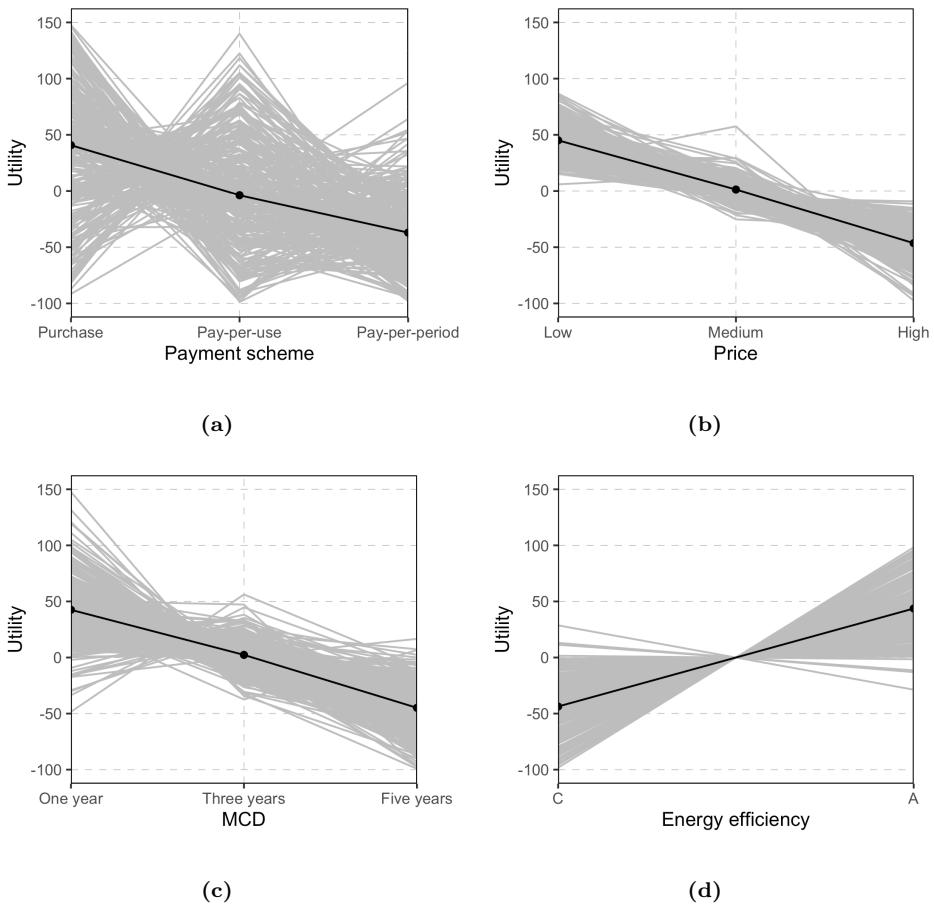 150
100
50
0
-50
-100
Utility
Purchase Pay-per-use Pay-per-period
Payment scheme
(a)
150
100
50
0
-50
-100
Utility
Low Medium High
Price
(b)
150
100
50
0
-50
-100
Utility
One year Three years Five years
MCD
(c)
150
100
50
0
-50
-100
Utility
C A
Energy efficiency
(d)